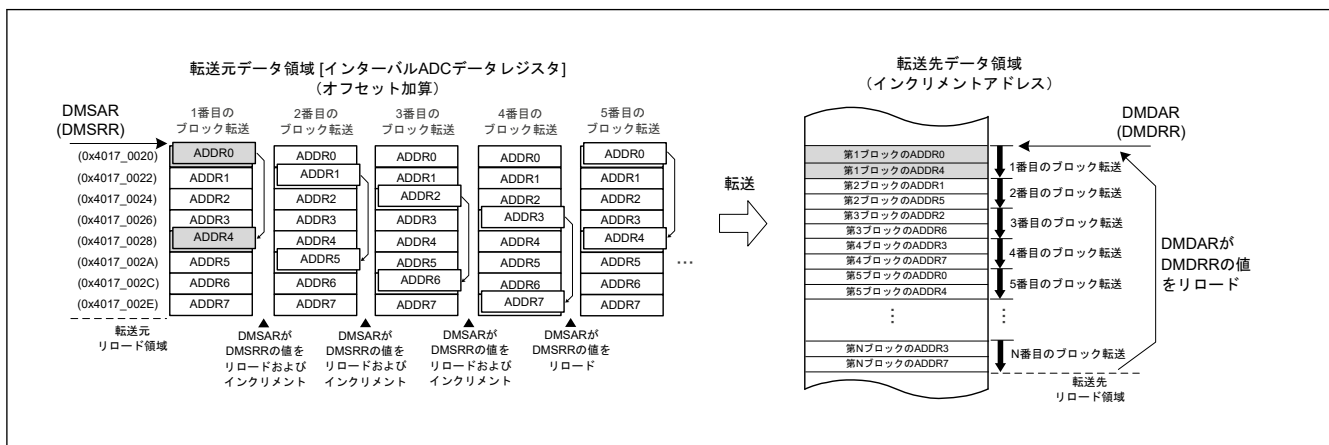 転送元データ領域 [インターバルADCデータレジスタ]
（オフセット加算）
DMSAR
(DMSRR)
1番目の
ブロック転送
2番目の
ブロック転送
3番目の
ブロック転送
4番目の
ブロック転送
5番目の
ブロック転送
(0x4017_0020) ADDR0 ADDR0 ADDR0 ADDR0 ADDR0
(0x4017_0022) ADDR1 ADDR1 ADDR1 ADDR1 ADDR1
(0x4017_0024) ADDR2 ADDR2 ADDR2 ADDR2 ADDR2
(0x4017_0026) ADDR3 ADDR3 ADDR3 ADDR3 ADDR3
(0x4017_0028) ADDR4 ADDR4 ADDR4 ADDR4 ADDR4
(0x4017_002A) ADDR5 ADDR5 ADDR5 ADDR5 ADDR5
(0x4017_002C) ADDR6 ADDR6 ADDR6 ADDR6 ADDR6
(0x4017_002E) ADDR7 ADDR7 ADDR7 ADDR7 ADDR7
…
転送元
リロード領域
DMSARが
DMSRRの値を
リロードおよび
インクリメント
DMSARが
DMSRRの値を
リロードおよび
インクリメント
DMSARが
DMSRRの値を
リロードおよび
インクリメント
DMSARが
DMSRRの値を
リロード
転送
転送先データ領域
（インクリメントアドレス）
DMDAR
(DMDRR)
第1ブロックのADDR0
第1ブロックのADDR4
第2ブロックのADDR1
第2ブロックのADDR5
第3ブロックのADDR2
第3ブロックのADDR6
第4ブロックのADDR3
第4ブロックのADDR7
第5ブロックのADDR0
第5ブロックのADDR4
⋮
⋮
第NブロックのADDR3
第NブロックのADDR7
1番目のブロック転送
2番目のブロック転送
3番目のブロック転送
4番目のブロック転送
5番目のブロック転送
N番目のブロック転送
転送先
リロード領域
DMDARが
DMDRRの値
をリロード